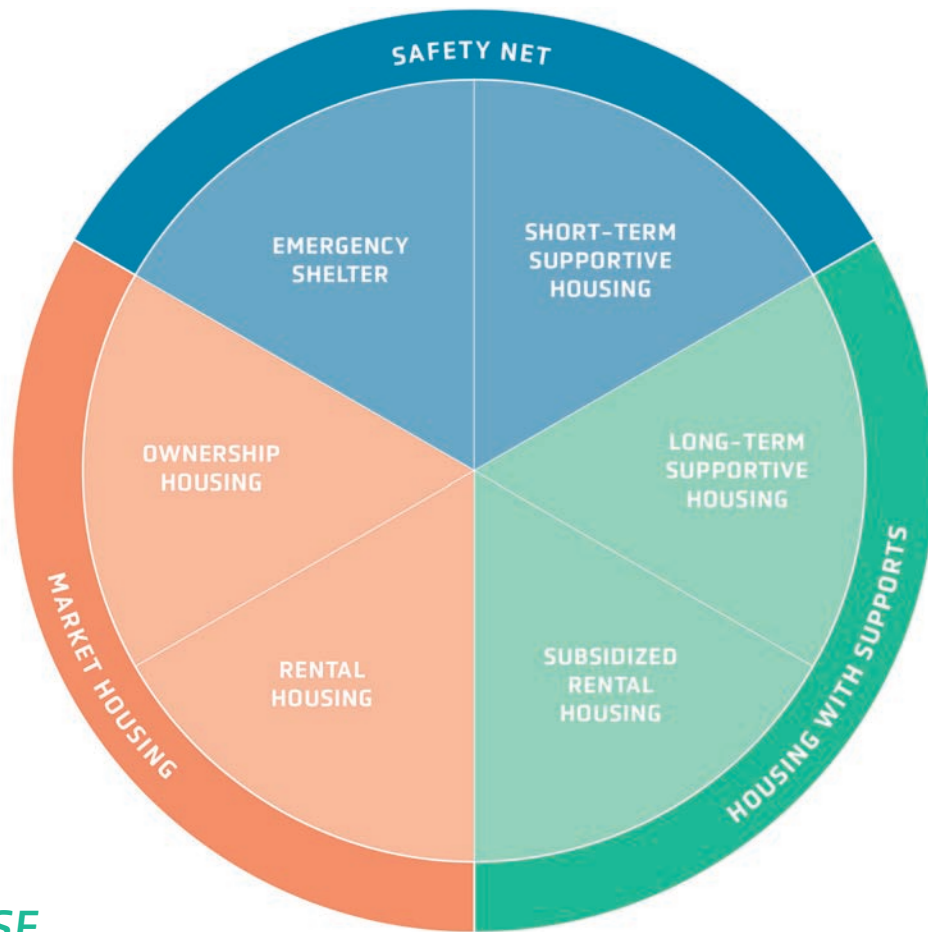 SAFETY NET
EMERGENCY
SHELTER
SHORT-TERM
SUPPORTIVE
HOUSING
LONG-TERM
SUPPORTIVE
HOUSING
SUBSIDIZED
RENTAL
HOUSING
HOUSING WITH SUPPORTS
RENTAL
HOUSING
OWNERSHIP
HOUSING
MARKET HOUSING